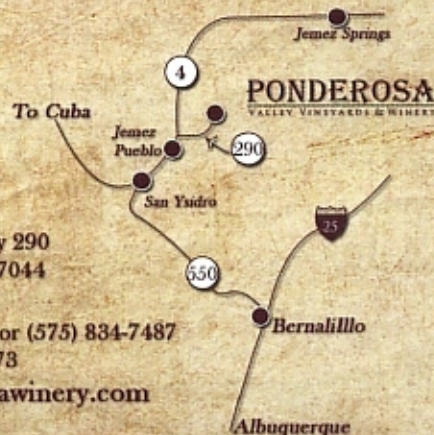 Jemez Springs
4
PONDEROSA
VALLEY VINEYARDS & WINERY
To Cuba
Jemez
Pueblo
290
San Ysidro
25
y 290
7044
550
or (575) 834-7487
73
Bernalilllo
awinery.com
Albuquerque